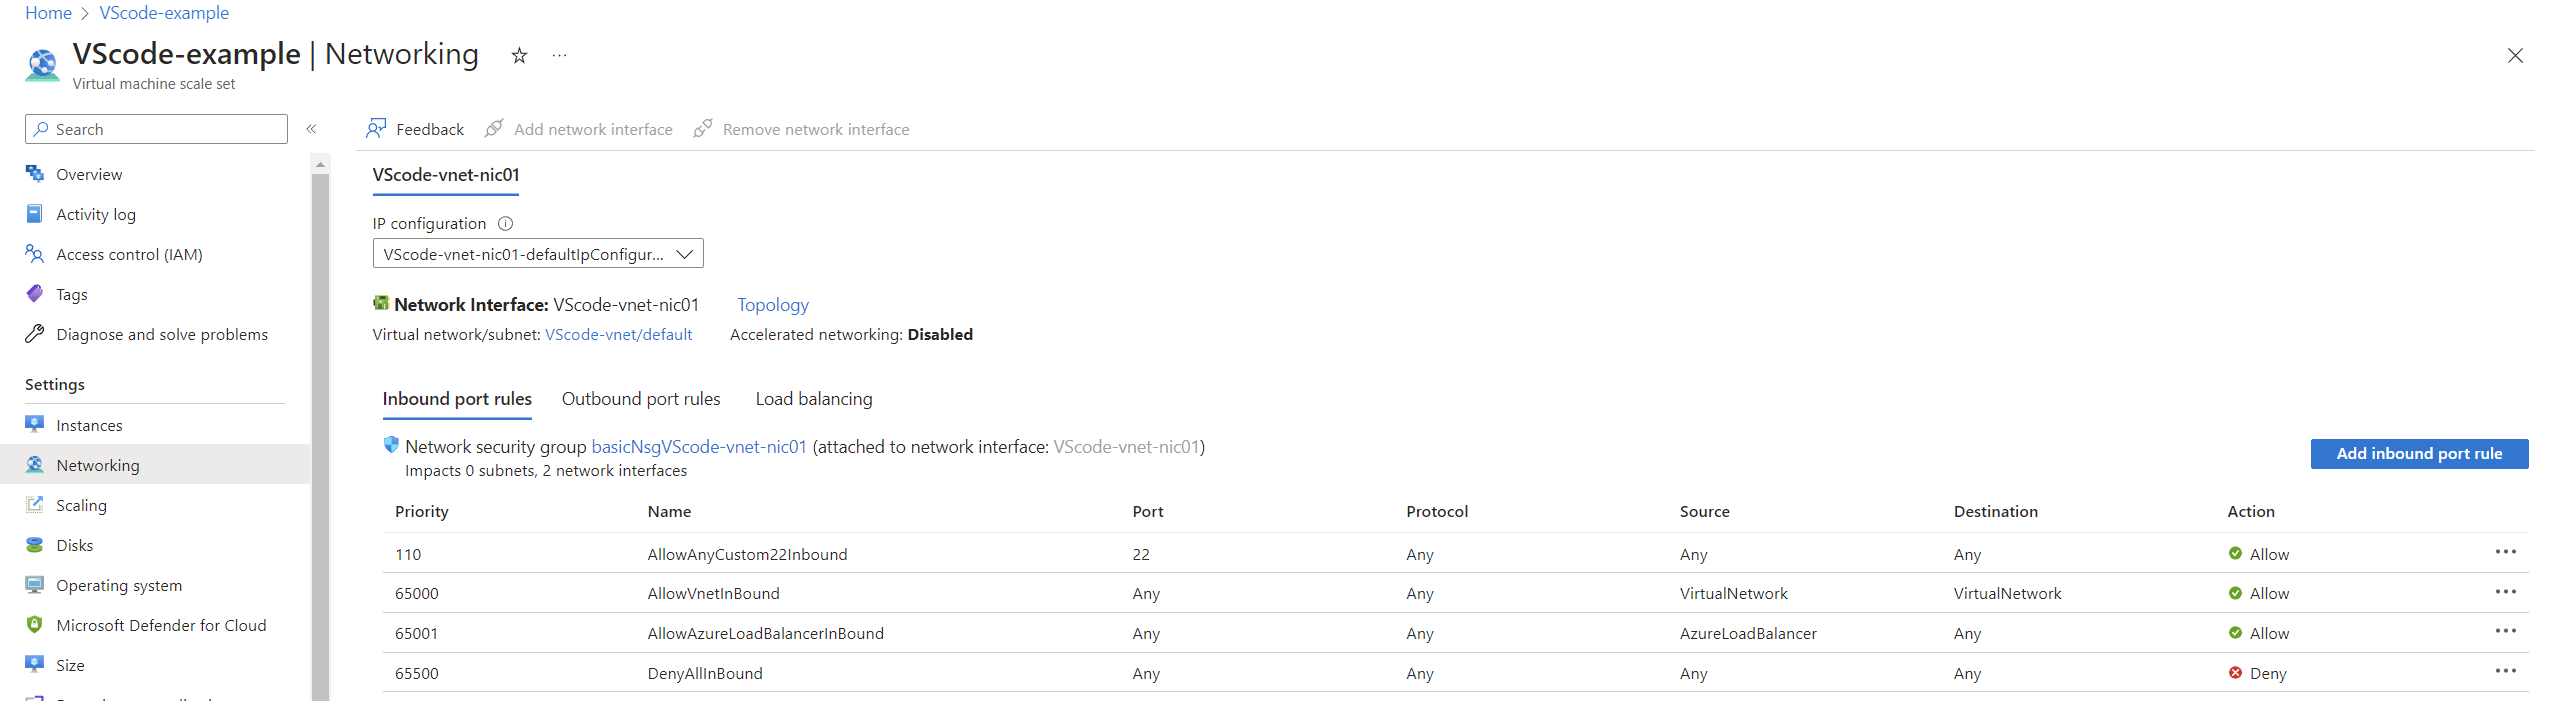 Home > VScode-example
VScode-example | Networking
Virtual machine scale set
Search
Overview
Activity log
Access control (IAM)
Tags
Diagnose and solve problems
Settings
Instances
Networking
Scaling
Disks
Operating system
Microsoft Defender for Cloud
Size
Feedback Add network interface Remove network interface
VScode-vnet-nic01
IP configuration
VScode-vnet-nic01-defaultIpConfigur...
Network Interface: VScode-vnet-nic01 Topology
Virtual network/subnet: VScode-vnet/default Accelerated networking: Disabled
Inbound port rules Outbound port rules Load balancing
Network security group basicNsgVScode-vnet-nic01 (attached to network interface: VScode-vnet-nic01)
Impacts 0 subnets, 2 network interfaces
Add inbound port rule
Priority Name Port Protocol Source Destination Action
110 AllowAnyCustom22Inbound 22 Any Any Any Allow
65000 AllowVnetInBound Any Any VirtualNetwork VirtualNetwork Allow
65001 AllowAzureLoadBalancerInBound Any Any AzureLoadBalancer Any Allow
65500 DenyAllInBound Any Any Any Any Deny